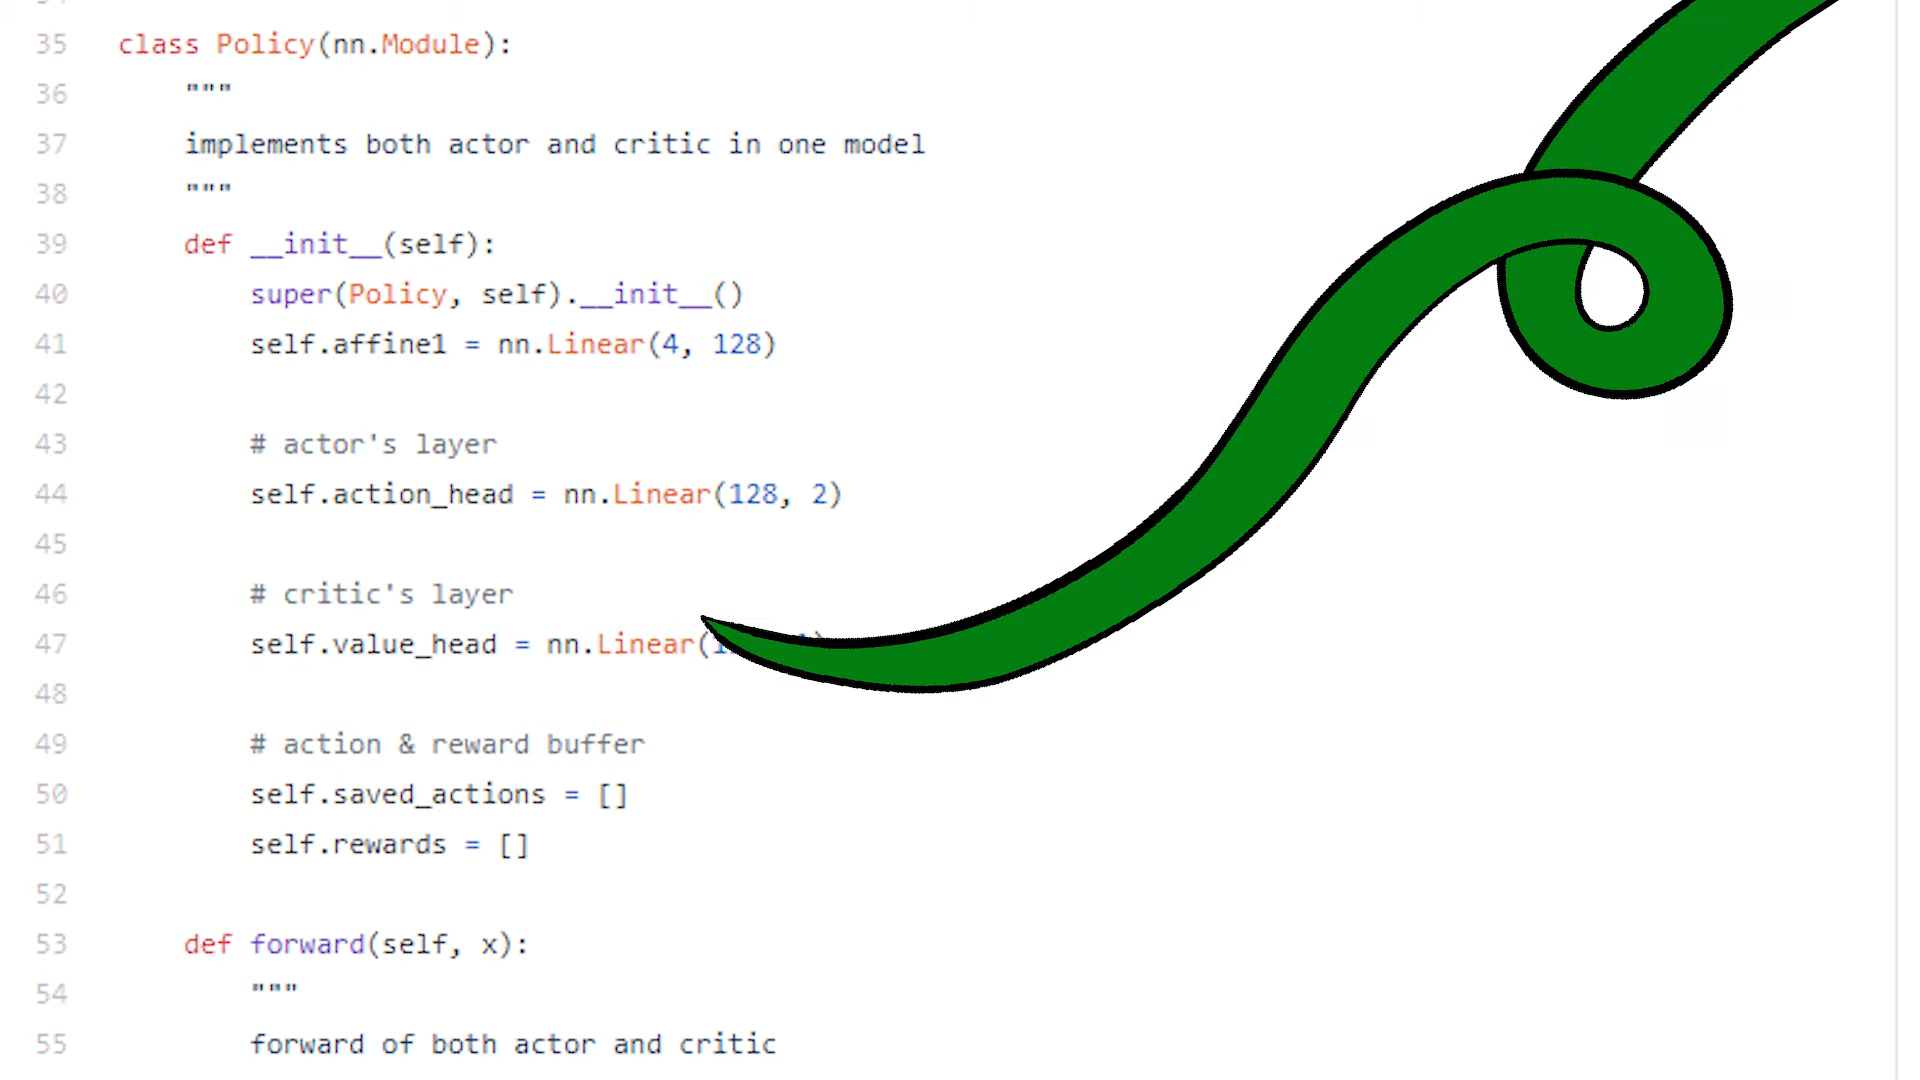 35 class Policy(nn.Module):
36 """
37 implements both actor and critic in one model
38 """
39 def __init__(self):
40 super(Policy, self).__init__()
41 self.affine1 = nn.Linear(4, 128)
42
43 # actor's layer
44 self.action_head = nn.Linear(128, 2)
45
46 # critic's layer
47 self.value_head = nn.Linear(
48
49 # action & reward buffer
50 self.saved_actions = []
51 self.rewards = []
52
53 def forward(self, x):
54 """
55 forward of both actor and critic